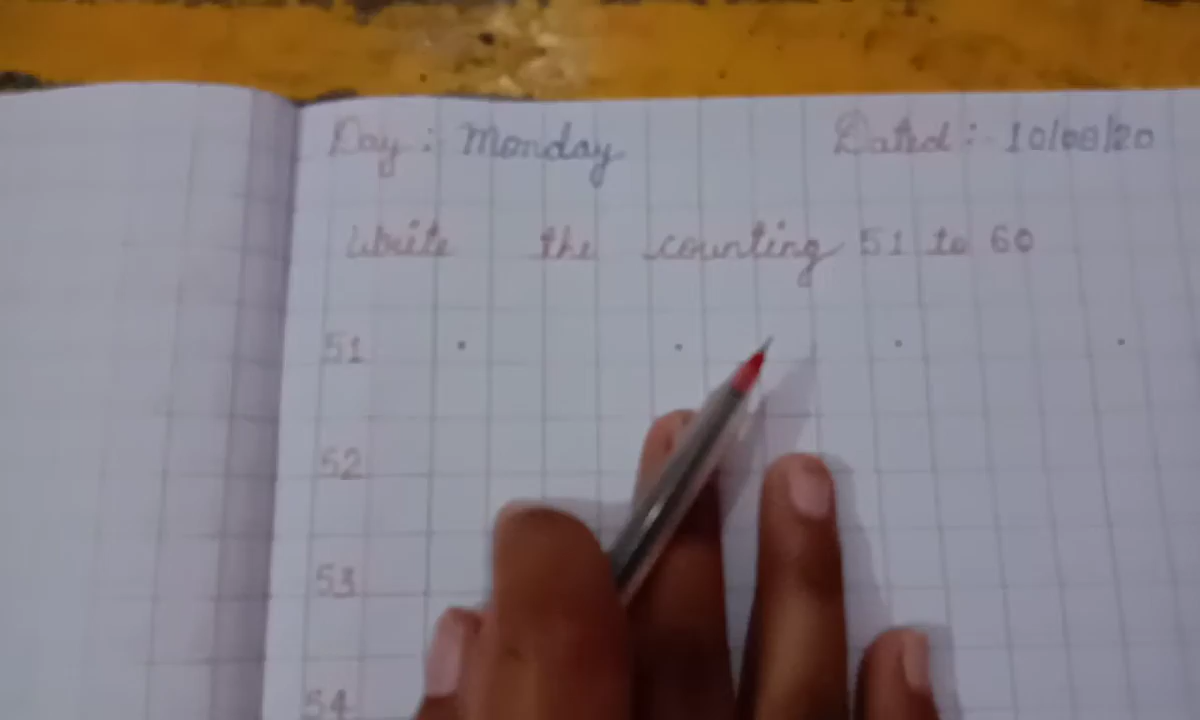 Day : Monday Dated : 10/08/20
Write the counting 51 to 60
51 . . . .
52
53
54